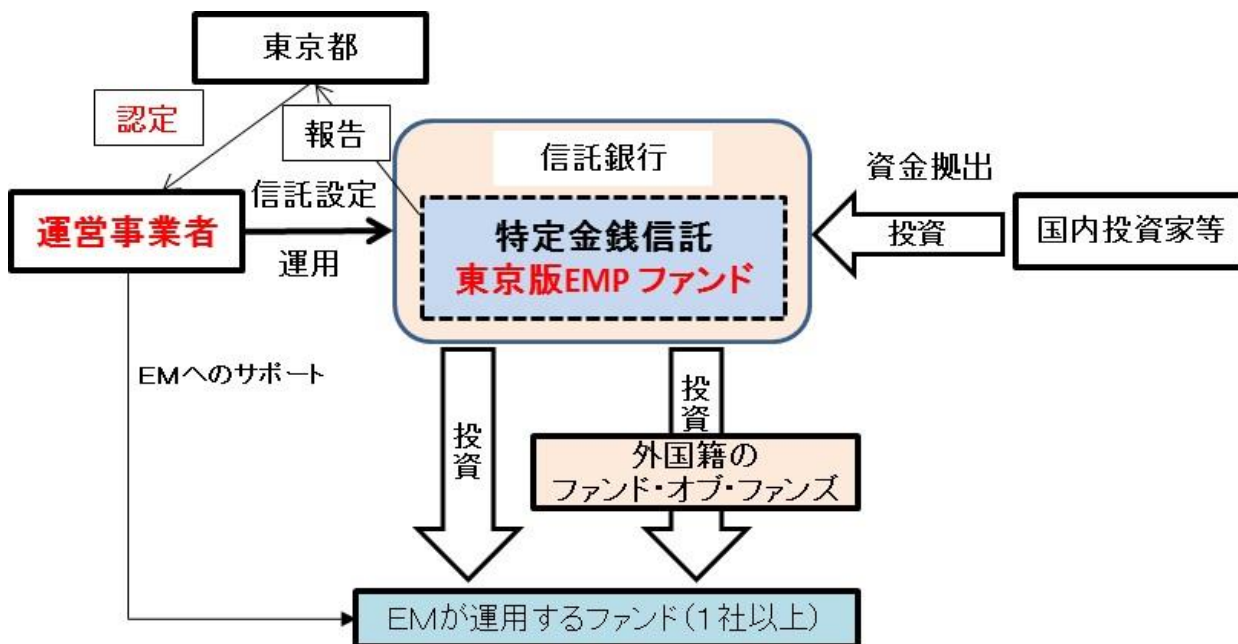 東京都
認定
報告
信託銀行
資金拠出
信託設定
運営事業者
特定金銭信託
投資
国内投資家等
運用
東京版EMP ファンド
EMへのサポート
投資
投資
外国籍の
ファンド・オブ・ファンズ
EMが運用するファンド(1社以上)